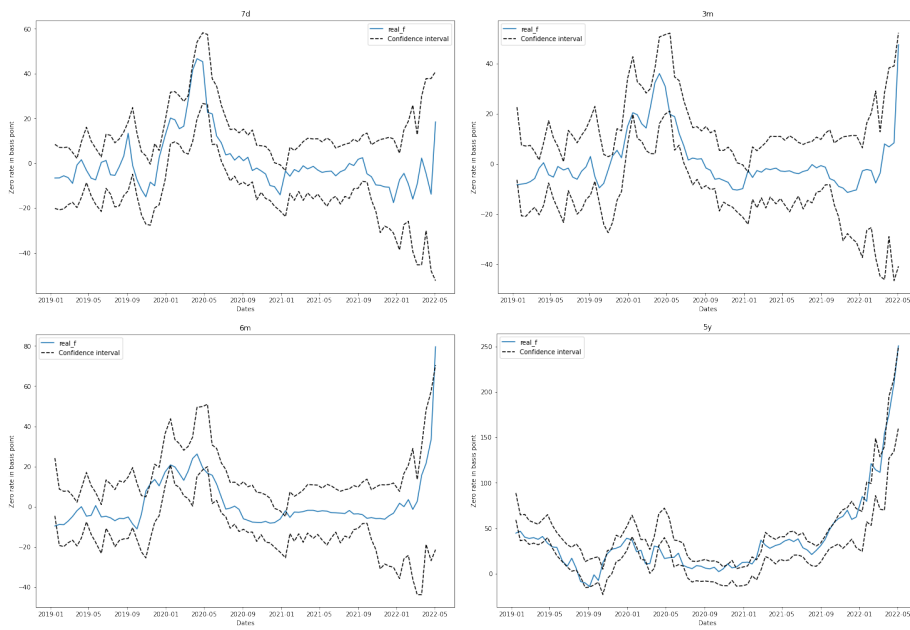 7d
Zero rate in basis point
60
40
20
0
−20
−40
real_f
Confidence interval
2019-01 2019-05 2019-09 2020-01 2020-05 2020-09 2021-01 2021-05 2021-09 2022-01 2022-05
Dates
3m
Zero rate in basis point
40
20
0
−20
−40
real_f
Confidence interval
2019-01 2019-05 2019-09 2020-01 2020-05 2020-09 2021-01 2021-05 2021-09 2022-01 2022-05
Dates
6m
Zero rate in basis point
80
60
40
20
0
−20
−40
real_f
Confidence interval
2019-01 2019-05 2019-09 2020-01 2020-05 2020-09 2021-01 2021-05 2021-09 2022-01 2022-05
Dates
5y
Zero rate in basis point
250
200
150
100
50
0
real_f
Confidence interval
2019-01 2019-05 2019-09 2020-01 2020-05 2020-09 2021-01 2021-05 2021-09 2022-01 2022-05
Dates